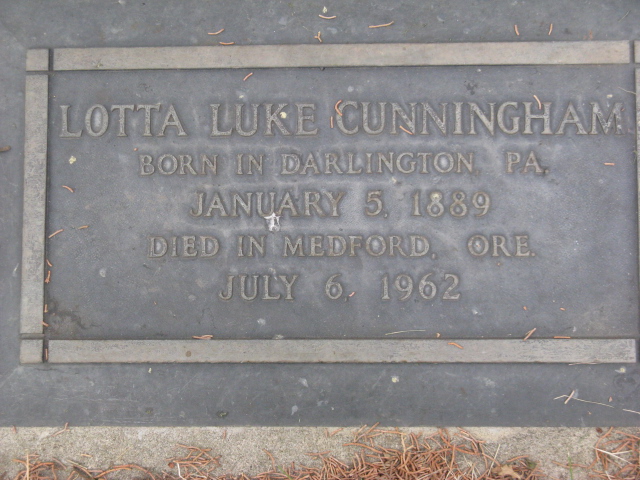 LOTTA LUKE CUNNINGHAM
BORN IN DARLINGTON, PA.
JANUARY 5, 1889
DIED IN MEDFORD, ORE.
JULY 6, 1962